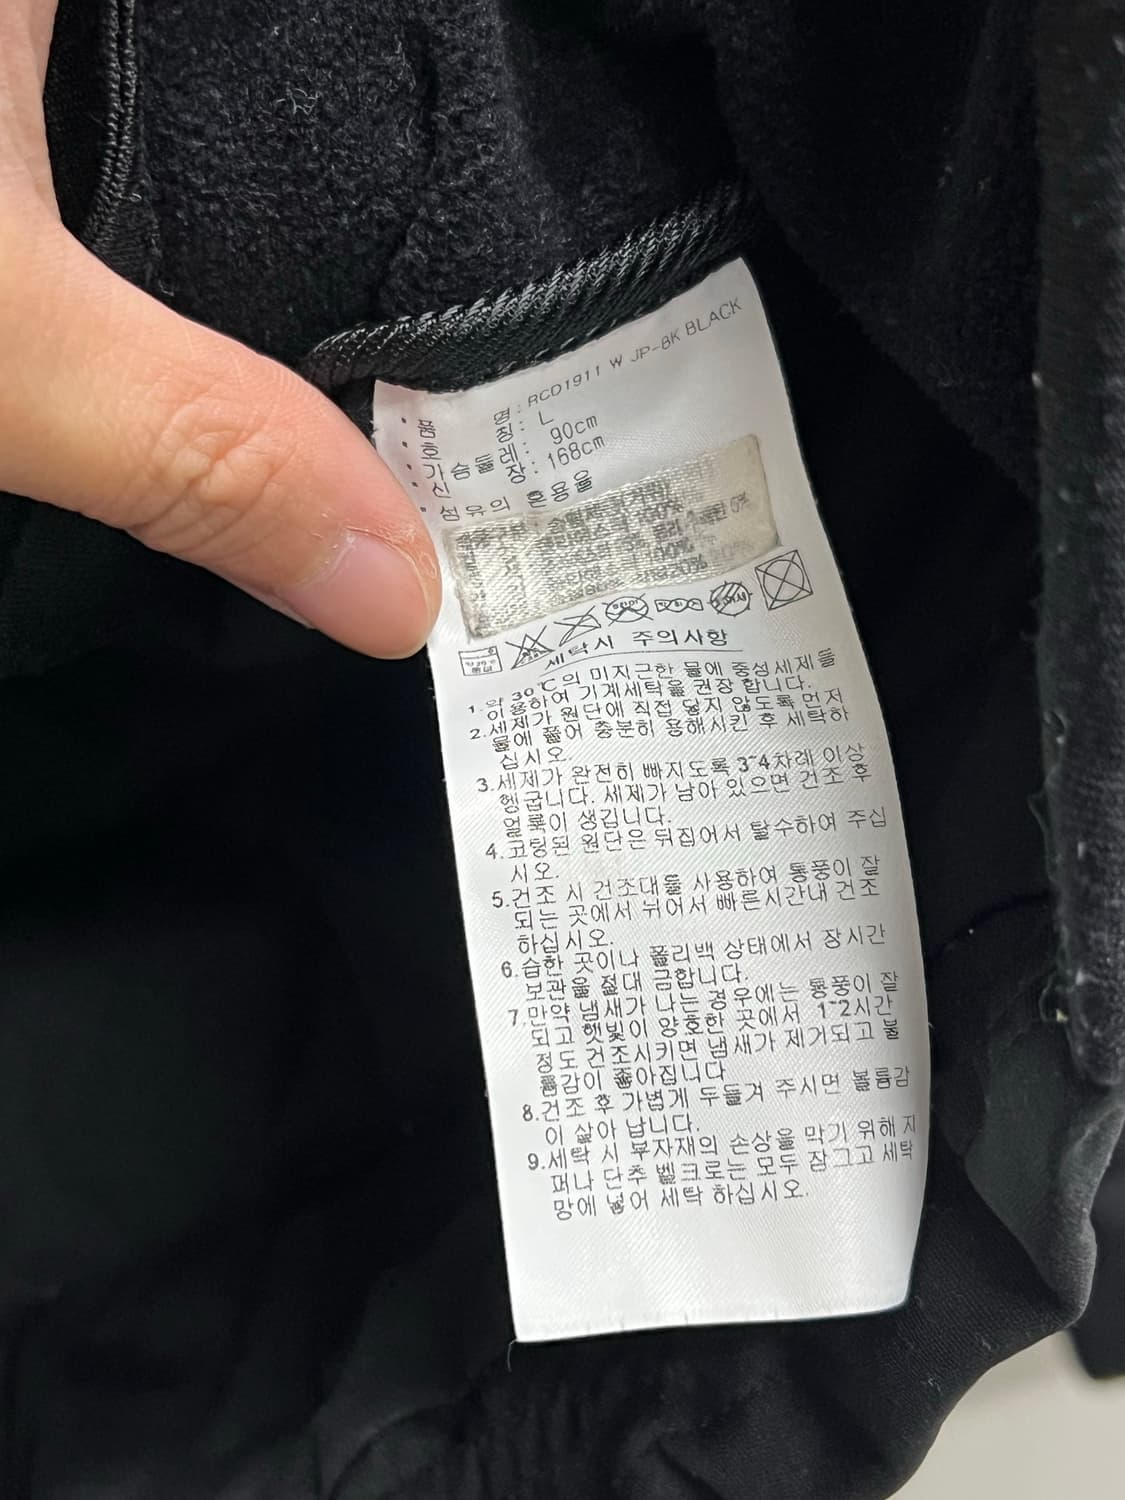 • 품 명: RCD1911 W JP-BK BLACK
• 호 칭: L
• 가슴둘레: 90cm
• 신 장: 168cm
• 섬유의 혼용율
세탁시 주의사항
1.약 30℃의 미지근한 물에 중성세제를
이용하여 기계세탁을 권장 합니다.
2.세제가 원단에 직접 닿지 않도록 먼저
물에 풀어 충분히 용해시킨 후 세탁하
십시오.
3.세제가 완전히 빠지도록 3~4차례 이상
헹굽니다. 세제가 남아 있으면 건조 후
얼룩이 생깁니다.
4.코팅된 원단은 뒤집어서 탈수하여 주십
시오.
5.건조 시 건조대를 사용하여 통풍이 잘
되는 곳에서 뉘어서 빠른시간내 건조
하십시오.
6.습한 곳이나 폴리백 상태에서 장시간
보관을 절대 금합니다.
7.만약 냄새가 나는 경우에는 통풍이 잘
되고 햇빛이 양호한 곳에서 1~2시간
정도 건조시키면 냄새가 제거되고 볼
륨감이 좋아집니다
8.건조 후 가볍게 두들겨 주시면 볼륨감
이 살아 납니다.
9.세탁 시 부자재의 손상을 막기 위해 지
퍼나 단추 벨크로는 모두 잠그고 세탁
망에 넣어 세탁 하십시오.